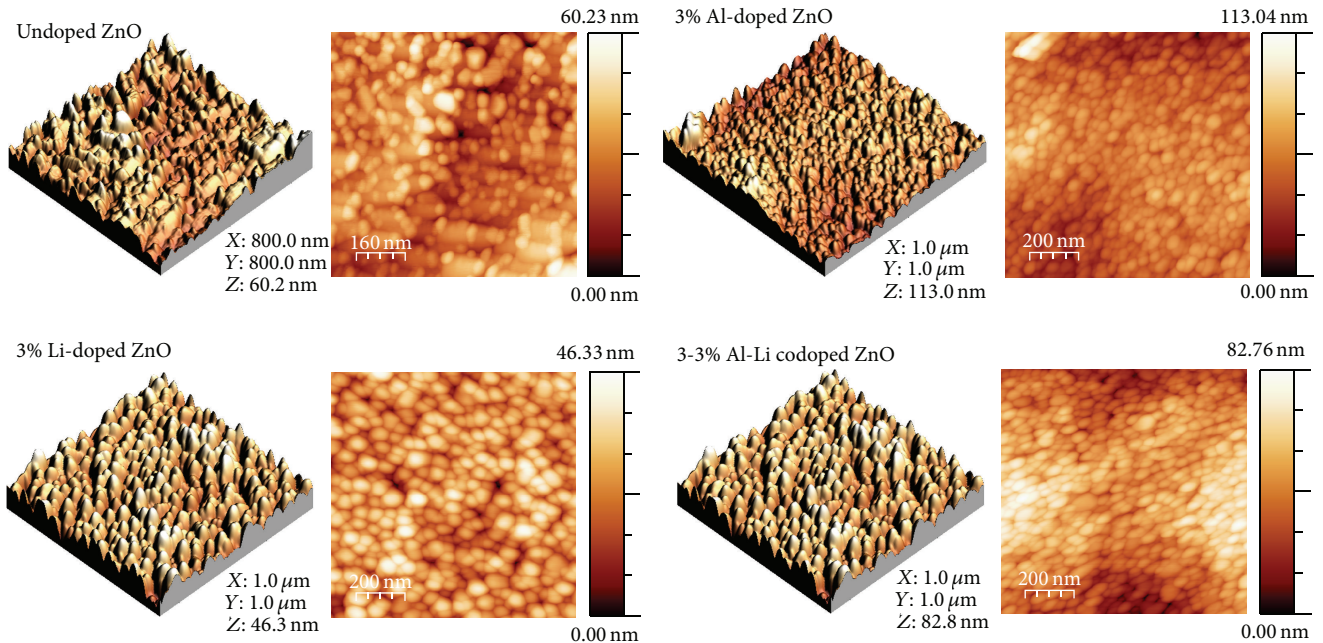 Undoped ZnO
60.23 nm
160 nm
X: 800.0 nm
Y: 800.0 nm
Z: 60.2 nm
0.00 nm
3% Al-doped ZnO
113.04 nm
200 nm
X: 1.0 μm
Y: 1.0 μm
Z: 113.0 nm
0.00 nm
3% Li-doped ZnO
46.33 nm
200 nm
X: 1.0 μm
Y: 1.0 μm
Z: 46.3 nm
0.00 nm
3-3% Al-Li codoped ZnO
82.76 nm
200 nm
X: 1.0 μm
Y: 1.0 μm
Z: 82.8 nm
0.00 nm